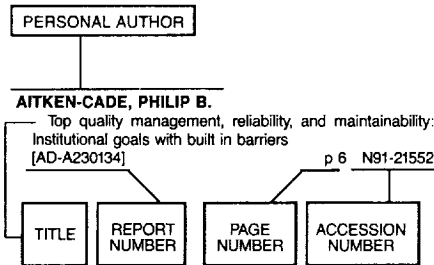 PERSONAL AUTHOR
AITKEN-CADE, PHILIP B.
Top quality management, reliability, and maintainability:
Institutional goals with built in barriers
[AD-A230134] p 6 N91-21552
TITLE
REPORT
NUMBER
PAGE
NUMBER
ACCESSION
NUMBER